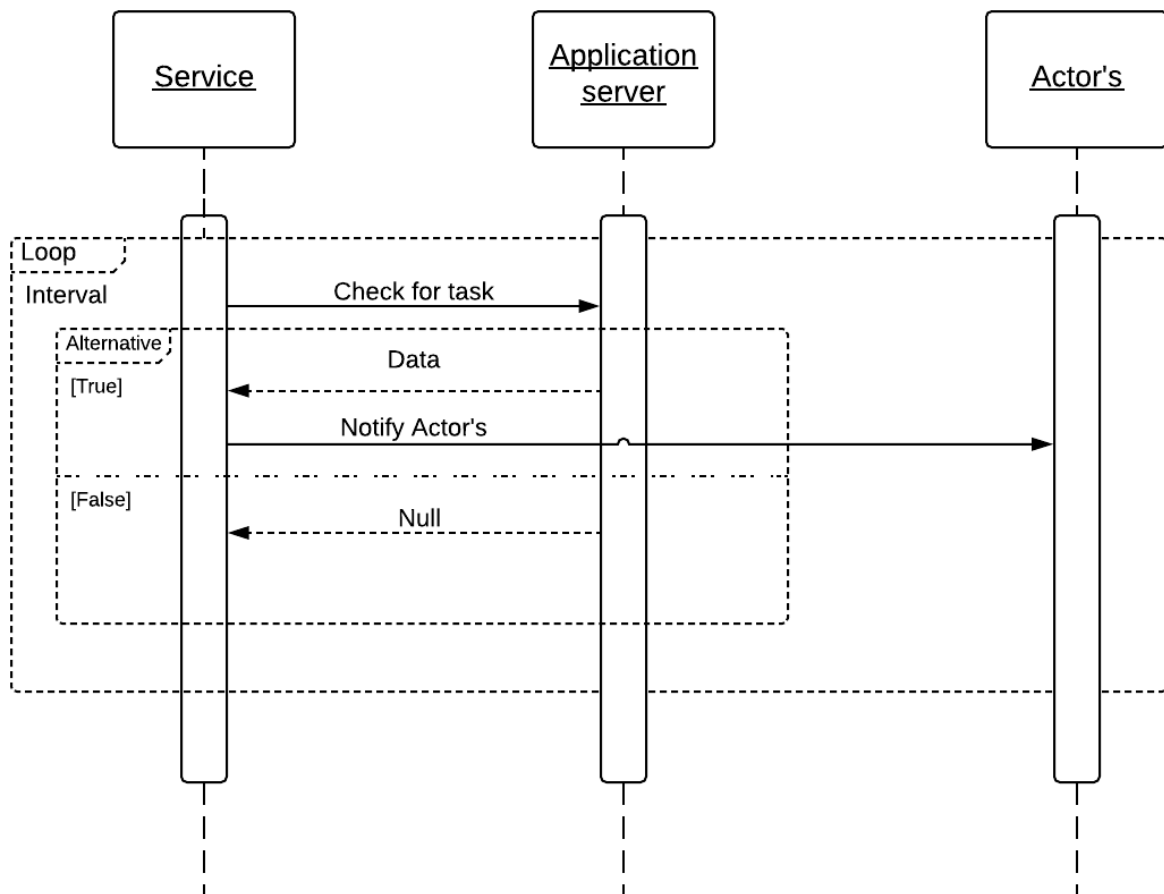 Service
Application
server
Actor's
Loop
Interval
Check for task
Alternative
Data
[True]
Notify Actor's
[False]
Null